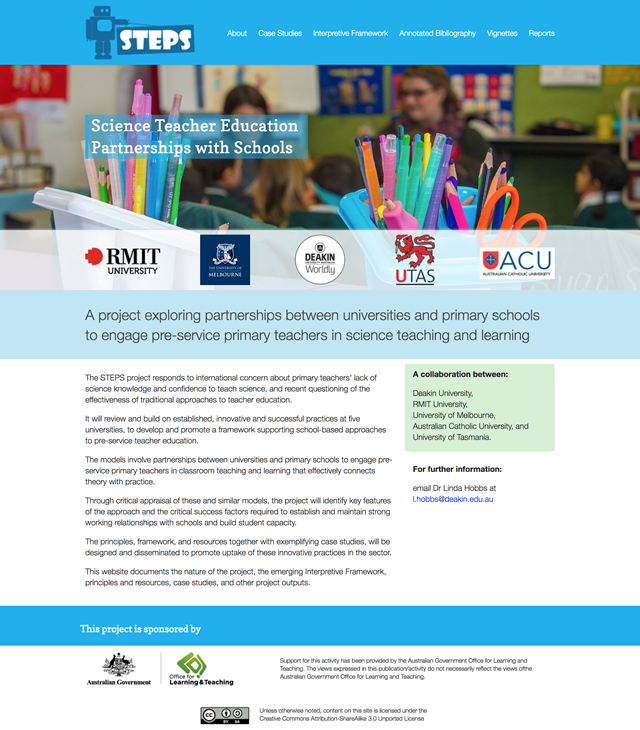 STEPS
About Case Studies Interpretive Framework Annotated Bibliography Vignettes Reports
Science Teacher Education
Partnerships with Schools
RMIT
UNIVERSITY
THE UNIVERSITY OF
MELBOURNE
DEAKIN
UNIVERSITY AUSTRALIA
Worldly
UTAS
ACU
AUSTRALIAN CATHOLIC UNIVERSITY
A project exploring partnerships between universities and primary schools
to engage pre-service primary teachers in science teaching and learning
The STEPS project responds to international concern about primary teachers' lack of
science knowledge and confidence to teach science, and recent questioning of the
effectiveness of traditional approaches to teacher education.
It will review and build on established, innovative and successful practices at five
universities, to develop and promote a framework supporting school-based approaches
to pre-service teacher education.
The models involve partnerships between universities and primary schools to engage pre-
service primary teachers in classroom teaching and learning that effectively connects
theory with practice.
Through critical appraisal of these and similar models, the project will identify key features
of the approach and the critical success factors required to establish and maintain strong
working relationships with schools and build student capacity.
The principles, framework, and resources together with exemplifying case studies, will be
designed and disseminated to promote uptake of these innovative practices in the sector.
This website documents the nature of the project, the emerging Interpretive Framework,
principles and resources, case studies, and other project outputs.
A collaboration between:
Deakin University,
RMIT University,
University of Melbourne,
Australian Catholic University, and
University of Tasmania.
For further information:
email Dr Linda Hobbs at
l.hobbs@deakin.edu.au
This project is sponsored by
Australian Government
Office for
Learning & Teaching
Support for this activity has been provided by the Australian Government Office for Learning and
Teaching. The views expressed in this publication/activity do not necessarily reflect the views ofthe
Australian Government Office for Learning and Teaching.
CC BY SA
Unless otherwise noted, content on this site is licensed under the
Creative Commons Attribution-ShareAlike 3.0 Unported License